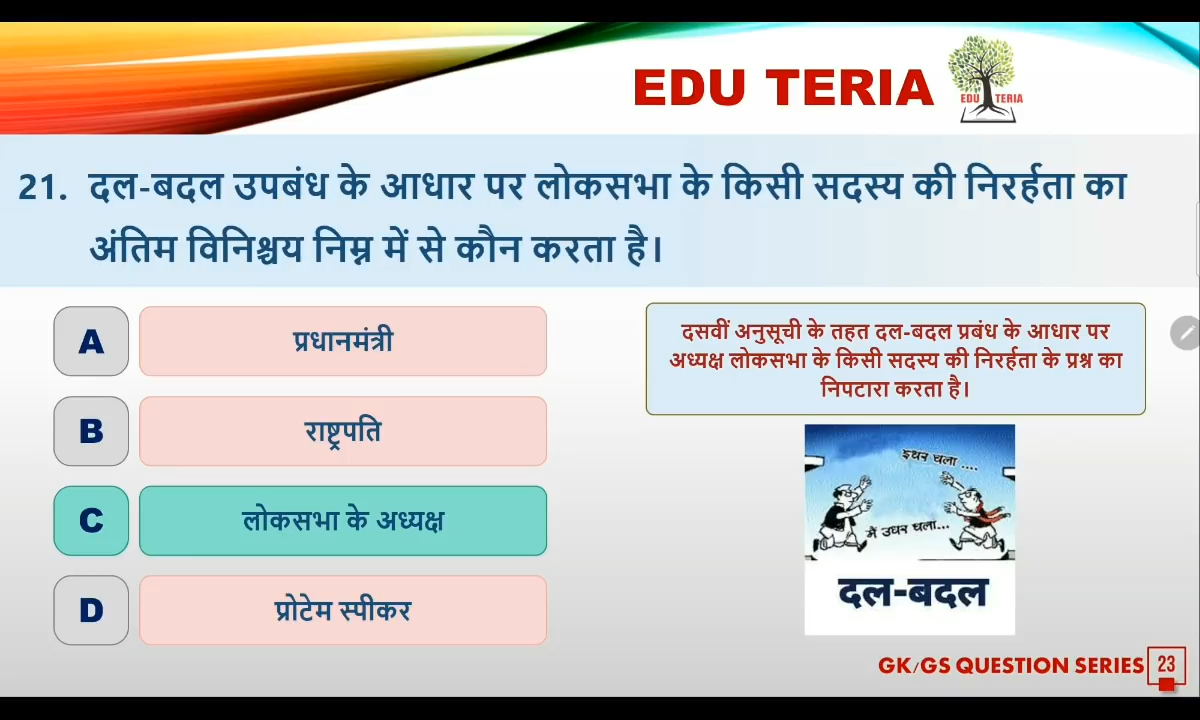 EDU TERIA
EDU TERIA
21. दल-बदल उपबंध के आधार पर लोकसभा के किसी सदस्य की निरर्हता का
अंतिम विनिश्चय निम्न में से कौन करता है।
A प्रधानमंत्री
B राष्ट्रपति
C लोकसभा के अध्यक्ष
D प्रोटेम स्पीकर
दसवीं अनुसूची के तहत दल-बदल प्रबंध के आधार पर
अध्यक्ष लोकसभा के किसी सदस्य की निरर्हता के प्रश्न का
निपटारा करता है।
इधर चला ....
मैं उधर चला...
दल-बदल
GK/GS QUESTION SERIES 23